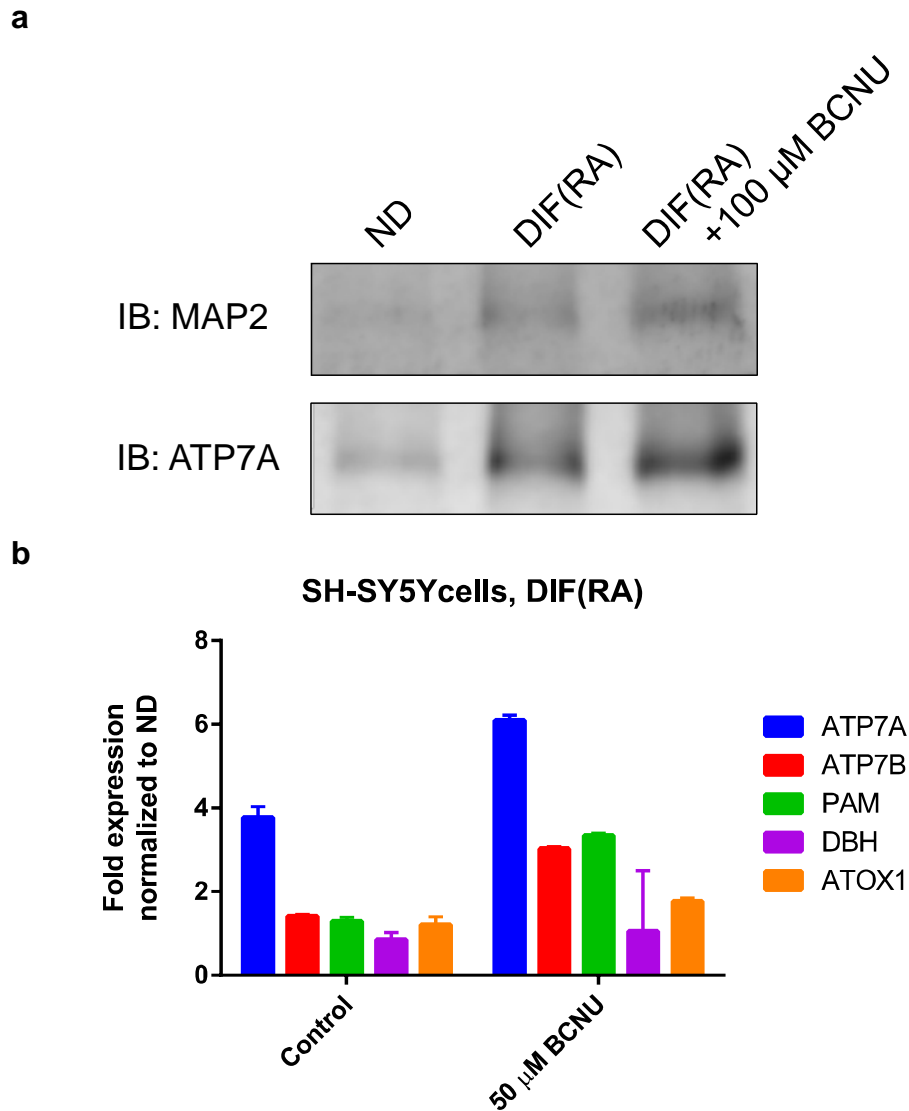 a
ND
DIF(RA)
DIF(RA)
+100 µM BCNU
IB: MAP2
IB: ATP7A
b
SH-SY5Ycells, DIF(RA)
Fold expression
normalized to ND
8
6
4
2
0
Control
50 µM BCNU
ATP7A
ATP7B
PAM
DBH
ATOX1